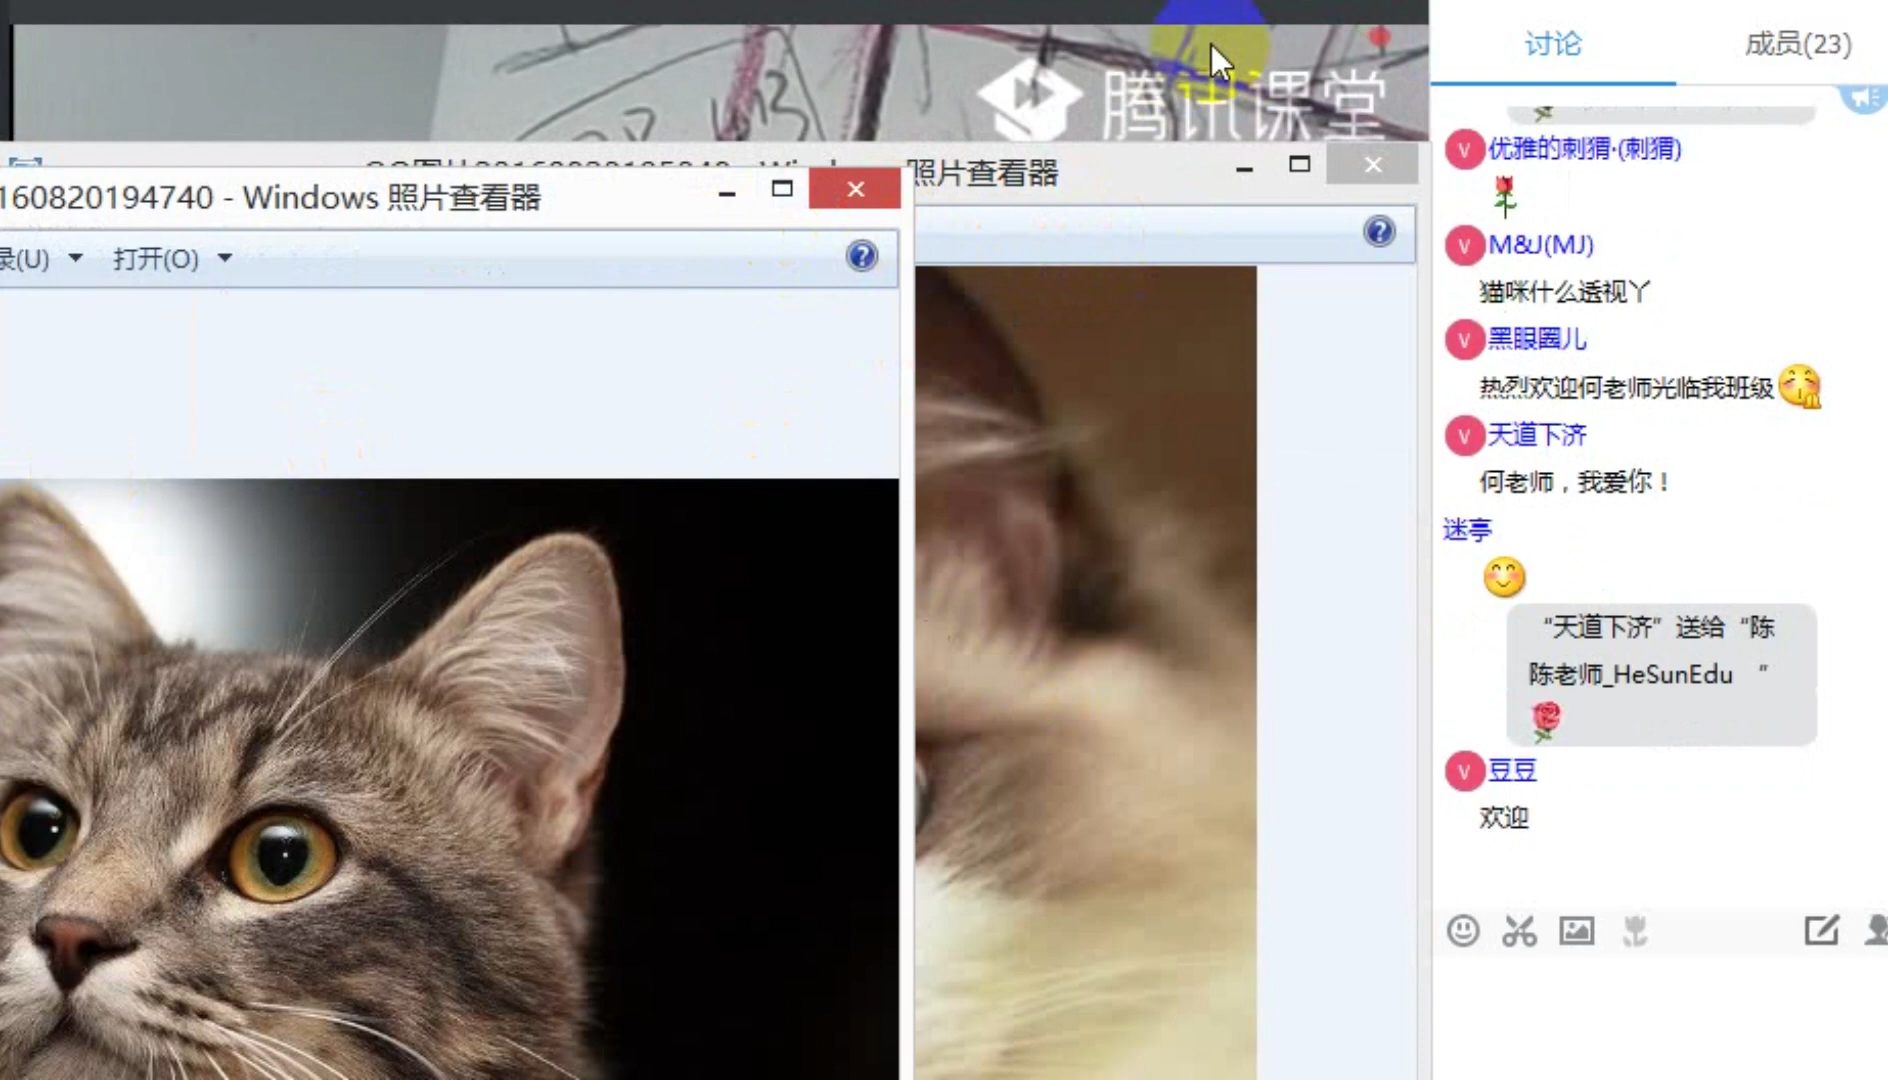 腾讯课堂
照片查看器
160820194740 - Windows 照片查看器
录(U) 打开(O)
讨论
成员(23)
优雅的刺猬·(刺猬)
M&J(MJ)
猫咪什么透视丫
黑眼圈儿
热烈欢迎何老师光临我班级
天道下济
何老师，我爱你！
迷亭
“天道下济”送给“陈
陈老师_HeSunEdu ”
豆豆
欢迎